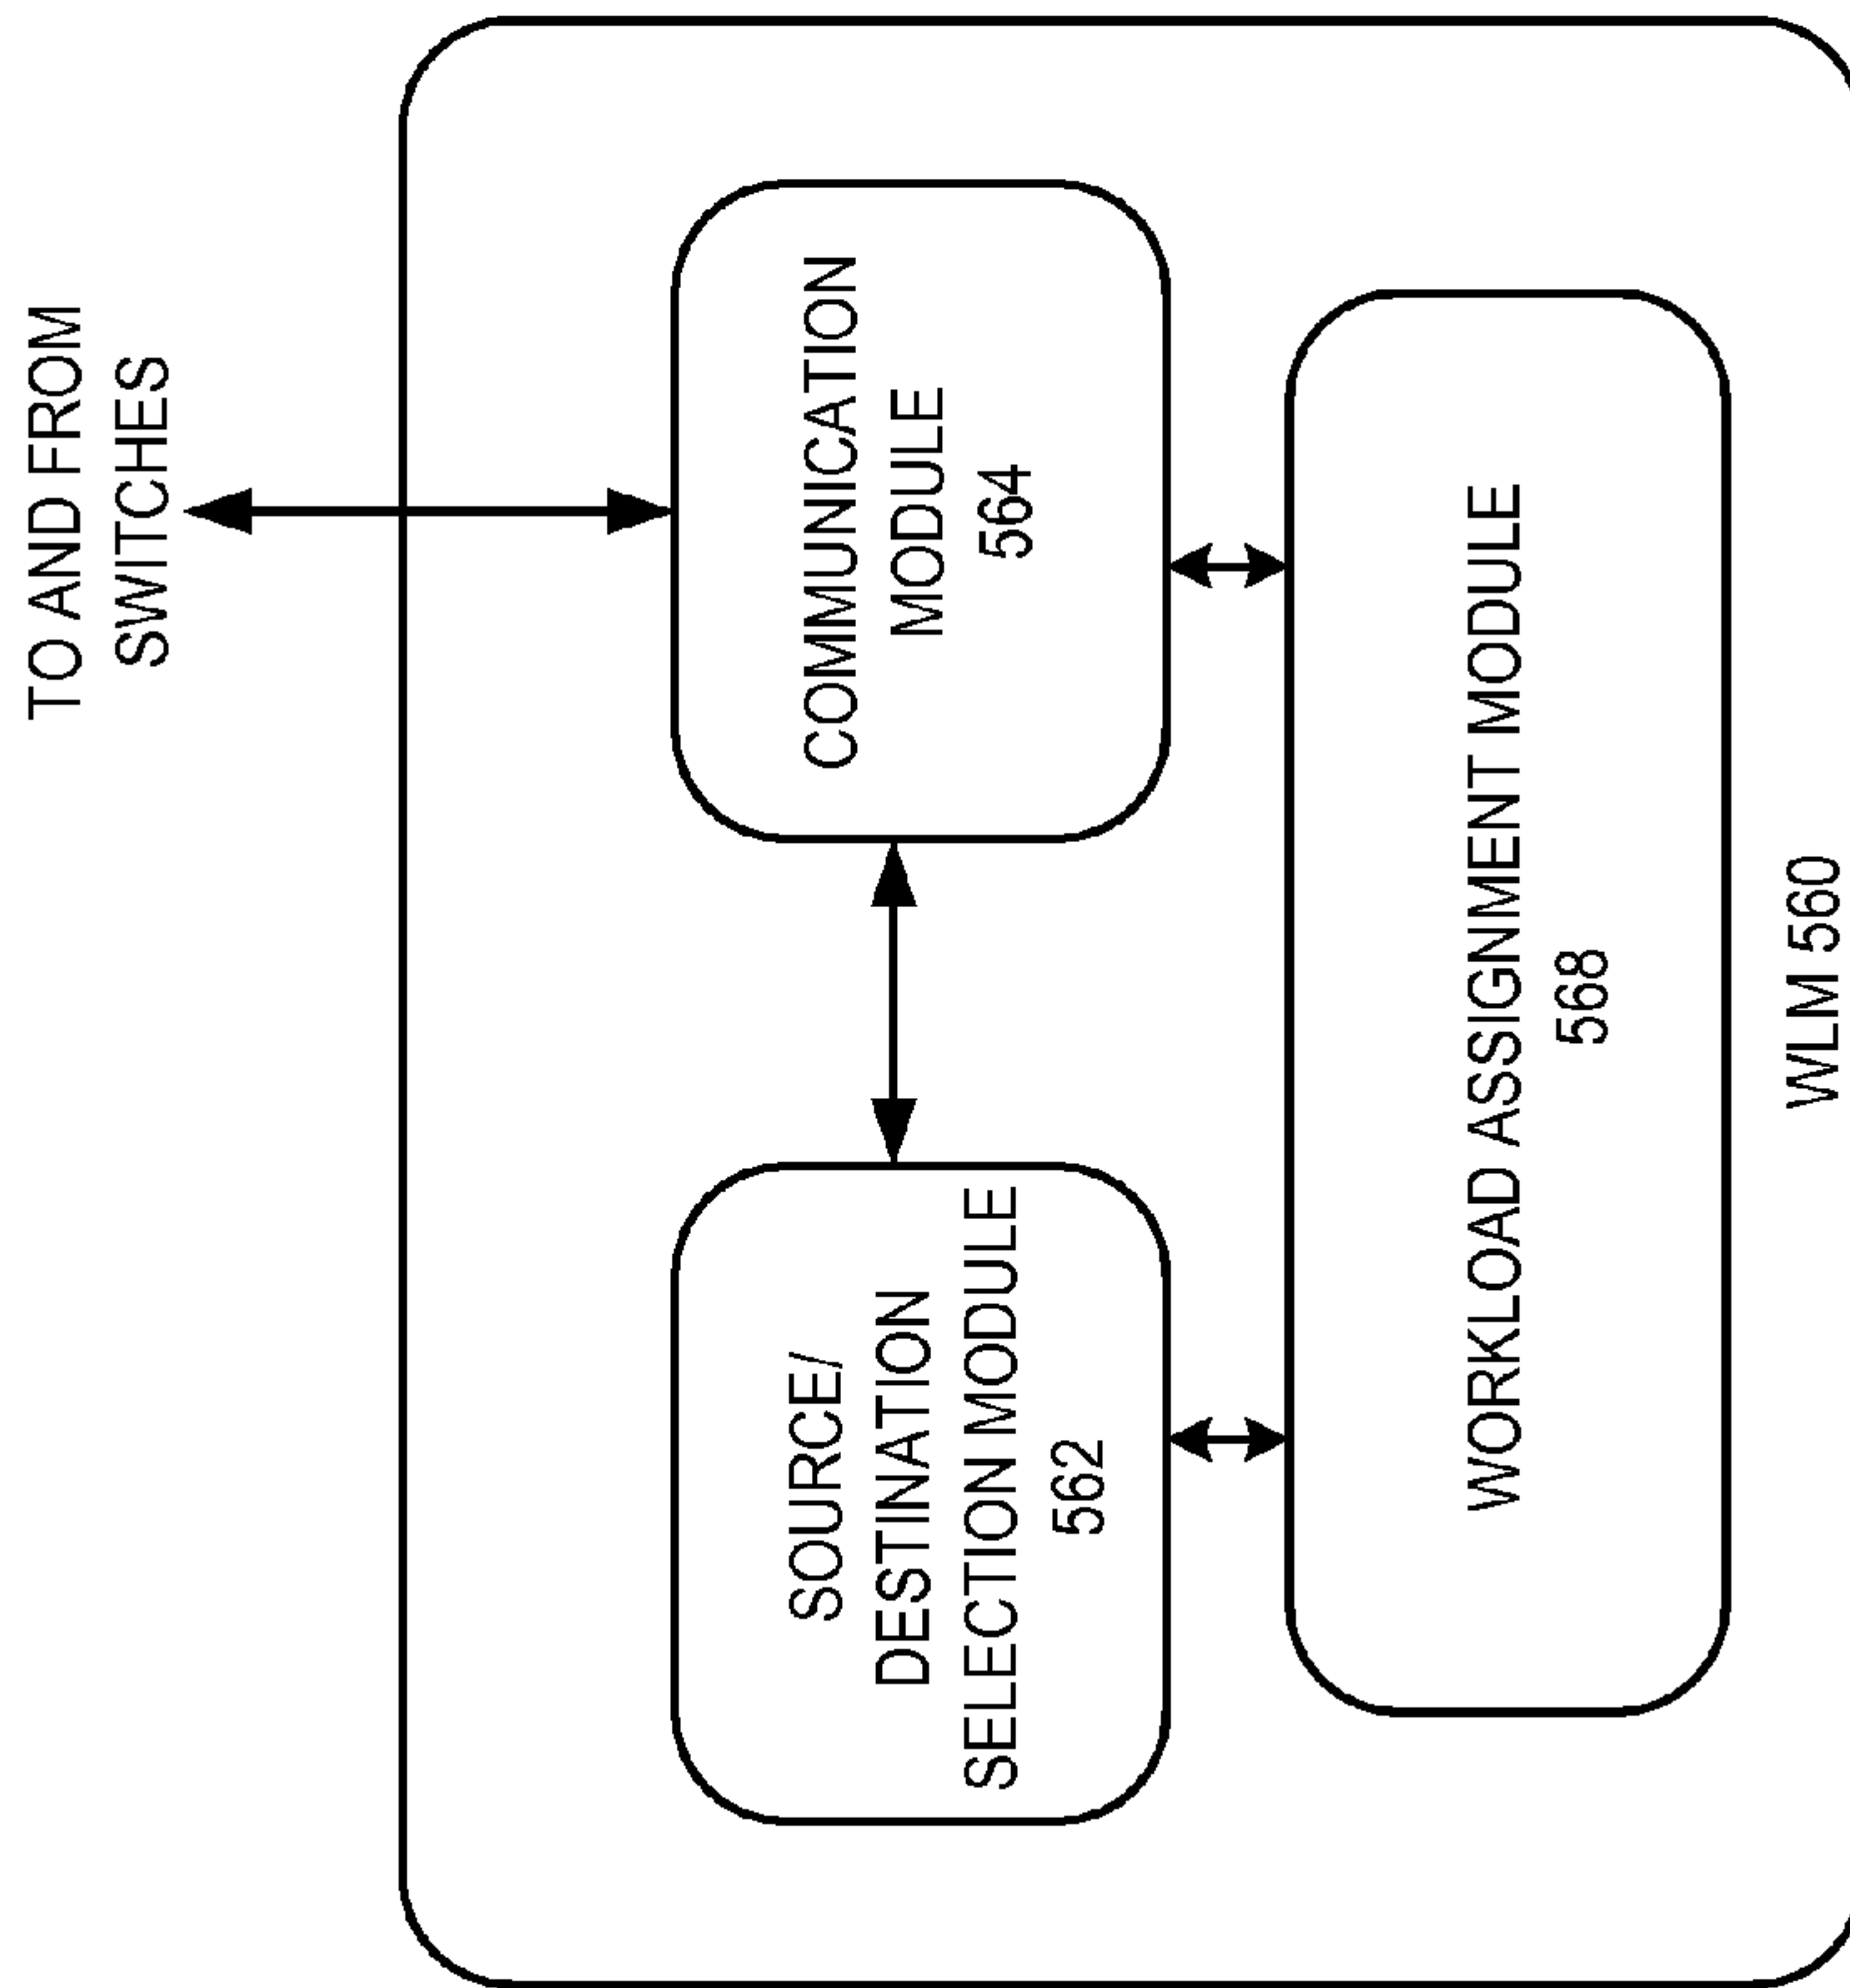 TO AND FROM
SWITCHES
SOURCE/
DESTINATION
SELECTION MODULE
562
COMMUNICATION
MODULE
564
WORKLOAD ASSIGNMENT MODULE
568
WLM 560